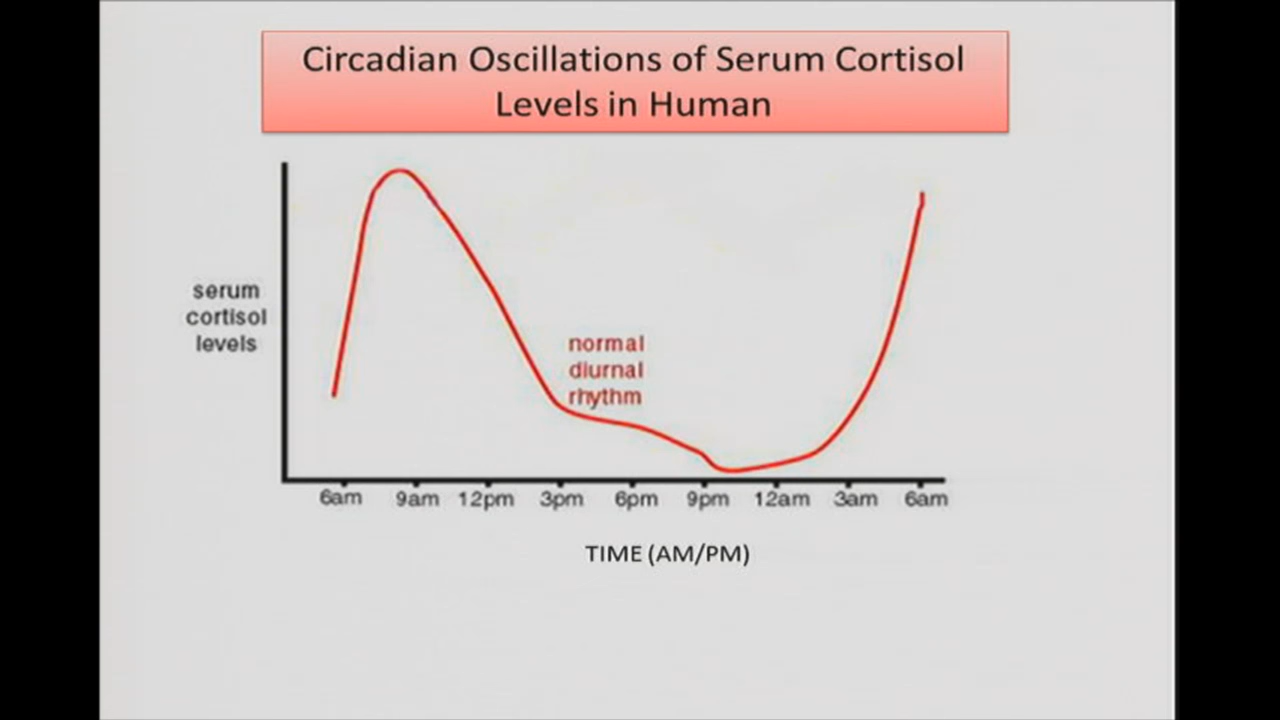 Circadian Oscillations of Serum Cortisol
Levels in Human
serum
cortisol
levels
normal
diurnal
rhythm
6am 9am 12pm 3pm 6pm 9pm 12am 3am 6am
TIME (AM/PM)